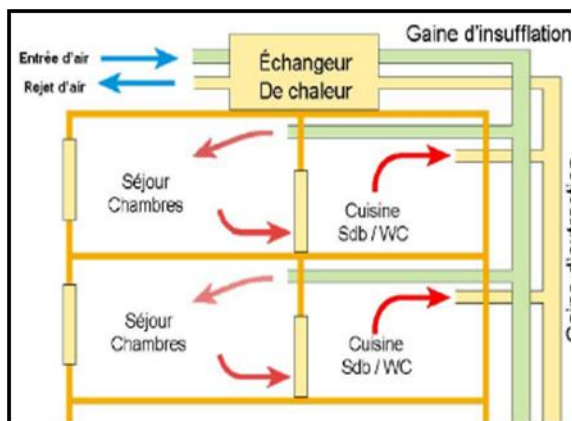 Gaine d'insufflation
Entrée d'air
Rejet d'air
Échangeur
De chaleur
Séjour
Chambres
Cuisine
Sdb / WC
Séjour
Chambres
Cuisine
Sdb / WC